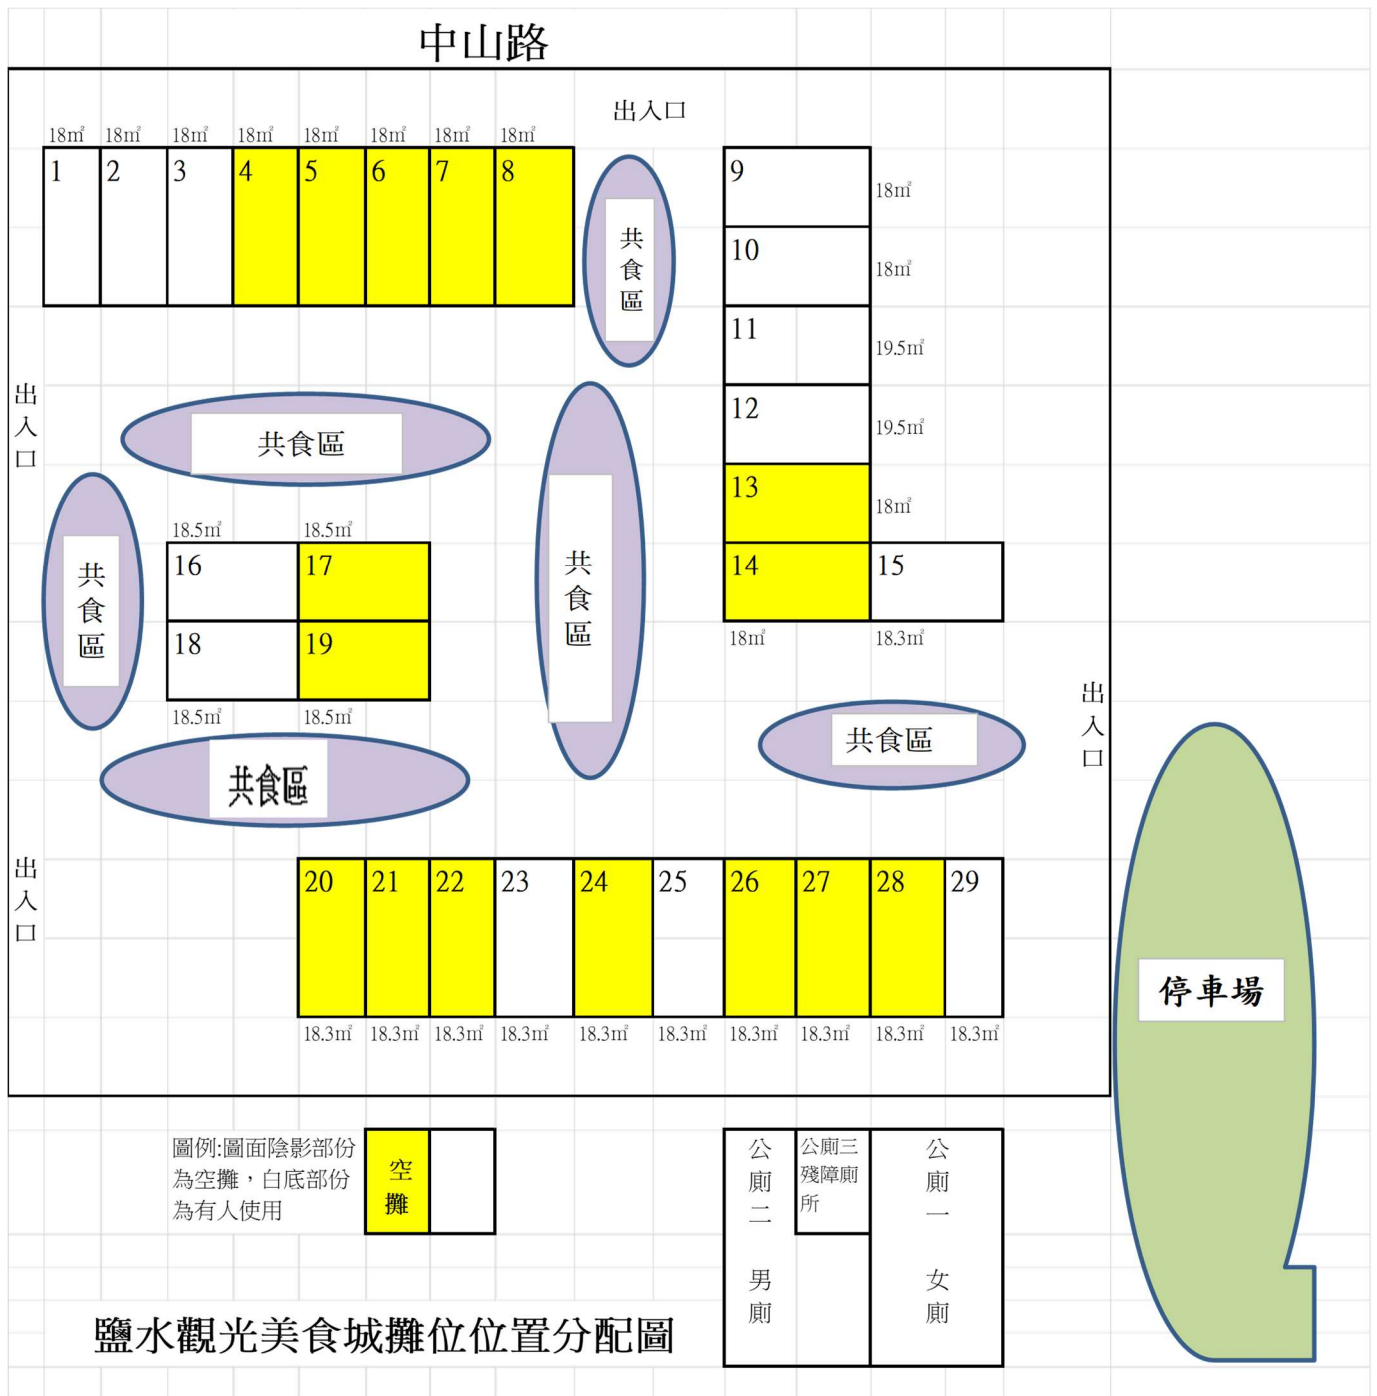 中山路
出入口
18㎡ 18㎡ 18㎡ 18㎡ 18㎡ 18㎡ 18㎡ 18㎡
1 2 3 4 5 6 7 8
共食區
9
18㎡
10
18㎡
11
19.5㎡
12
19.5㎡
13
18㎡
14 15
18㎡ 18.3㎡
出入口
共食區
共食區
共食區
18.5㎡ 18.5㎡
16 17
18 19
18.5㎡ 18.5㎡
共食區
共食區
出入口
出入口
20 21 22 23 24 25 26 27 28 29
18.3㎡ 18.3㎡ 18.3㎡ 18.3㎡ 18.3㎡ 18.3㎡ 18.3㎡ 18.3㎡ 18.3㎡ 18.3㎡
停車場
圖例:圖面陰影部份
為空攤，白底部份
為有人使用
空攤
公廁二 男廁
公廁三
殘障廁
所
公廁一 女廁
鹽水觀光美食城攤位位置分配圖